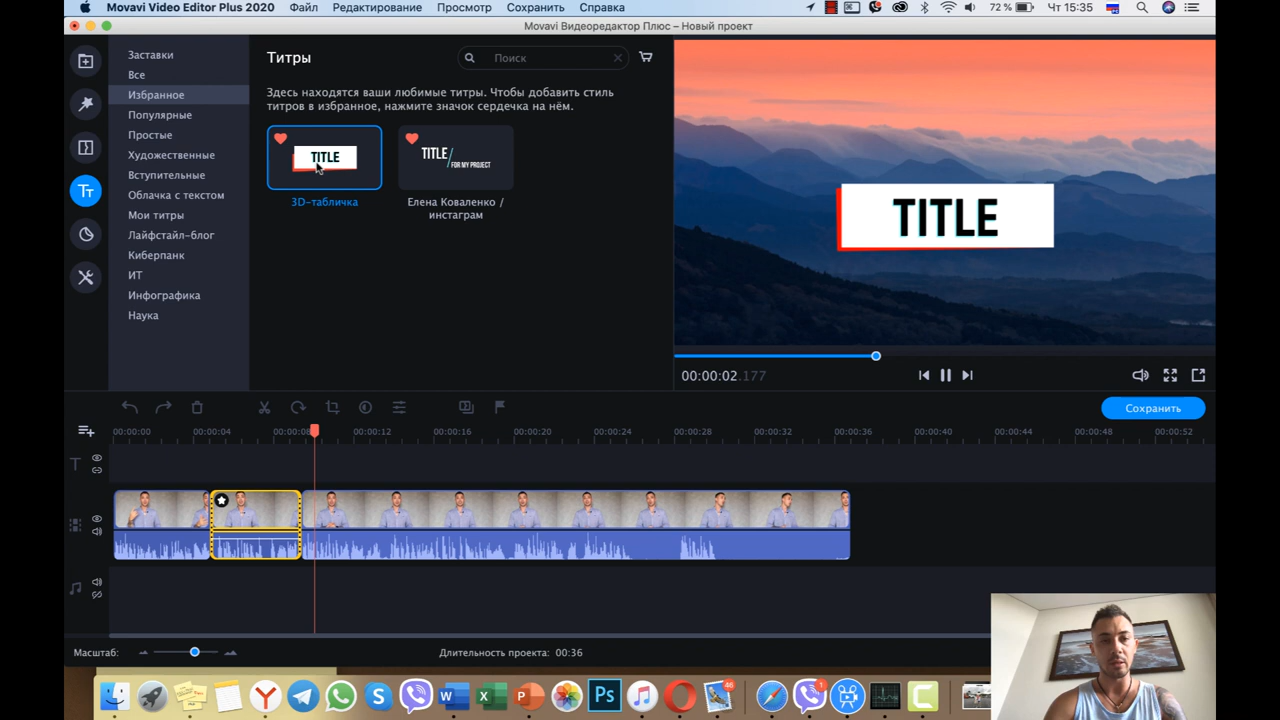 Movavi Video Editor Plus 2020 Файл Редактирование Просмотр Сохранить Справка 72 % Чт 15:35
Movavi Видеоредактор Плюс – Новый проект
Заставки
Все
Избранное
Популярные
Простые
Художественные
Вступительные
Облачка с текстом
Мои титры
Лайфстайл-блог
Киберпанк
ИТ
Инфографика
Наука
Титры
Поиск
Здесь находятся ваши любимые титры. Чтобы добавить стиль
титров в избранное, нажмите значок сердечка на нём.
TITLE
3D-табличка
TITLE
FOR MY PROJECT
Елена Коваленко /
инстаграм
TITLE
00:00:02.177
Сохранить
00:00:00 00:00:04 00:00:08 00:00:12 00:00:16 00:00:20 00:00:24 00:00:28 00:00:32 00:00:36 00:00:40 00:00:44 00:00:48 00:00:52
T
Масштаб:
Длительность проекта: 00:36
W X P Ps 46 1